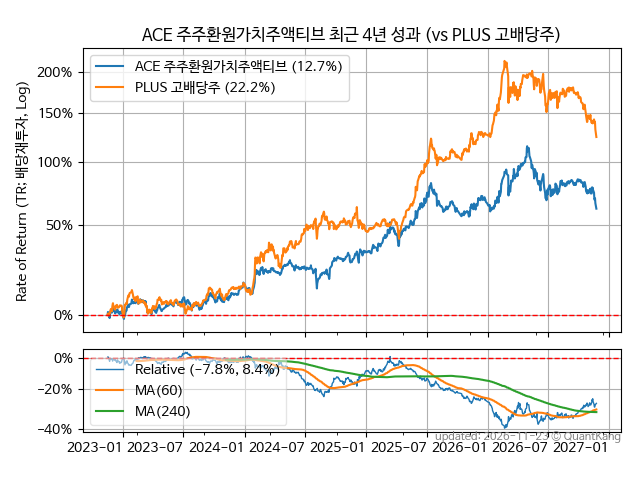 ACE 주주환원가치주액티브 최근 4년 성과 (vs PLUS 고배당주)
ACE 주주환원가치주액티브 (12.7%)
PLUS 고배당주 (22.2%)
Rate of Return (TR: 배당재투자, Log)
200%
150%
100%
50%
0%
0%
−20%
−40%
Relative (−7.8%, 8.4%)
MA(60)
MA(240)
2023−01 2023−07 2024−01 2024−07 2025−01 2025−07 2026−01 2026−07 2027−01
updated: 2026−11−23 © QuantKang